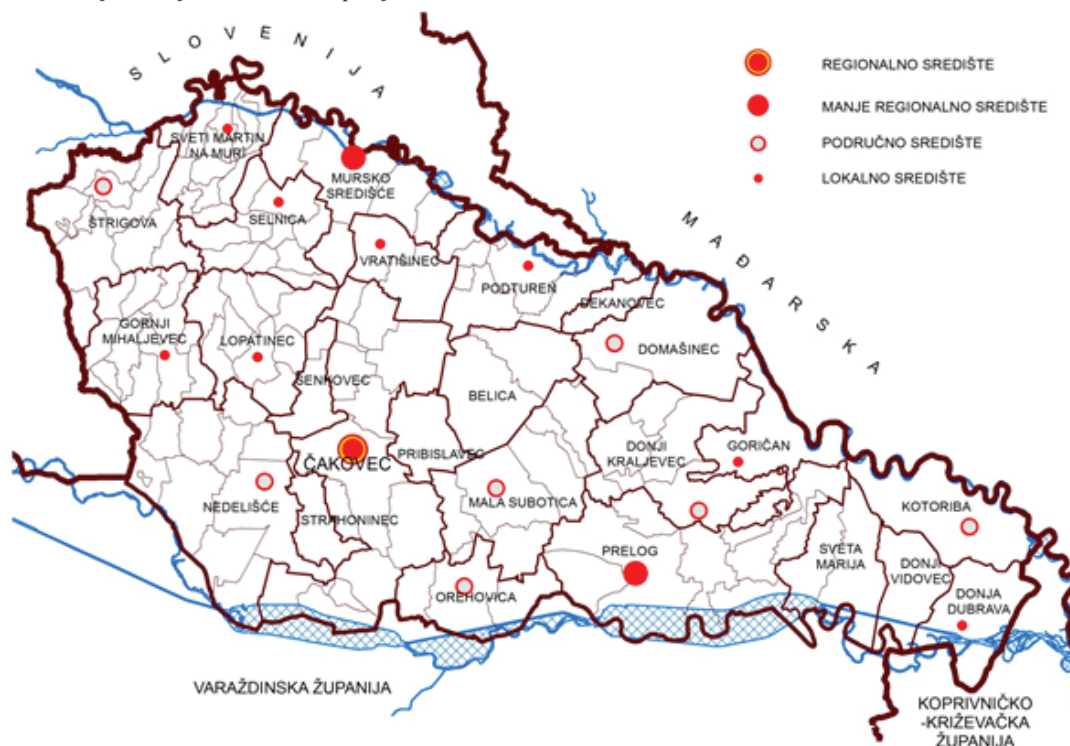 SLOVENIJA
REGIONALNO SREDIŠTE
MANJE REGIONALNO SREDIŠTE
PODRUČNO SREDIŠTE
LOKALNO SREDIŠTE
SVETI MARTIN
NA MURI
MURSKO
SREDIŠĆE
ŠTRIGOVA
SELNICA
MAĐARSKA
VRATIŠINEC
PODTUREN
DEKANOVEC
GORNJI
MIHALJEVEC
LOPATINEC
DOMAŠINEC
ŠENKOVEC
BELICA
ČAKOVEC
PRIBISLAVEC
DONJI
KRALJEVEC
GORIČAN
NEDELIŠĆE
STRAHONINEC
MALA SUBOTICA
KOTORIBA
PRELOG
SVETA
MARIJA
DONJI
VIDOVEC
DONJA
DUBRAVA
OREHOVICA
VARAŽDINSKA ŽUPANIJA
KOPRIVNIČKO
-KRIŽEVAČKA
ŽUPANIJA